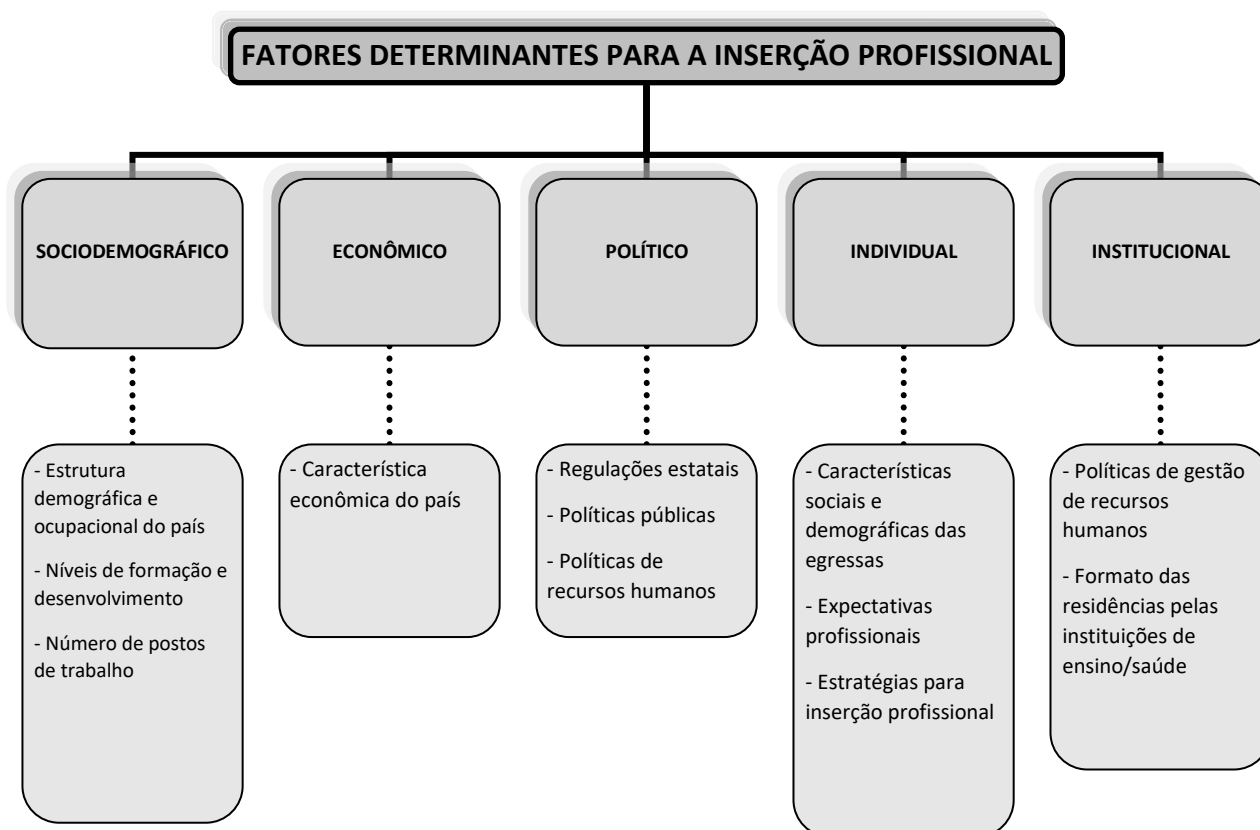 FATORES DETERMINANTES PARA A INSERÇÃO PROFISSIONAL
SOCIODEMOGRÁFICO
ECONÔMICO
POLÍTICO
INDIVIDUAL
INSTITUCIONAL
- Estrutura
demográfica e
ocupacional do país
- Níveis de formação e
desenvolvimento
- Número de postos
de trabalho
- Característica
econômica do país
- Regulações estatais
- Políticas públicas
- Políticas de
recursos humanos
- Características
sociais e
demográficas das
egressas
- Expectativas
profissionais
- Estratégias para
inserção profissional
- Políticas de gestão
de recursos
humanos
- Formato das
residências pelas
instituições de
ensino/saúde